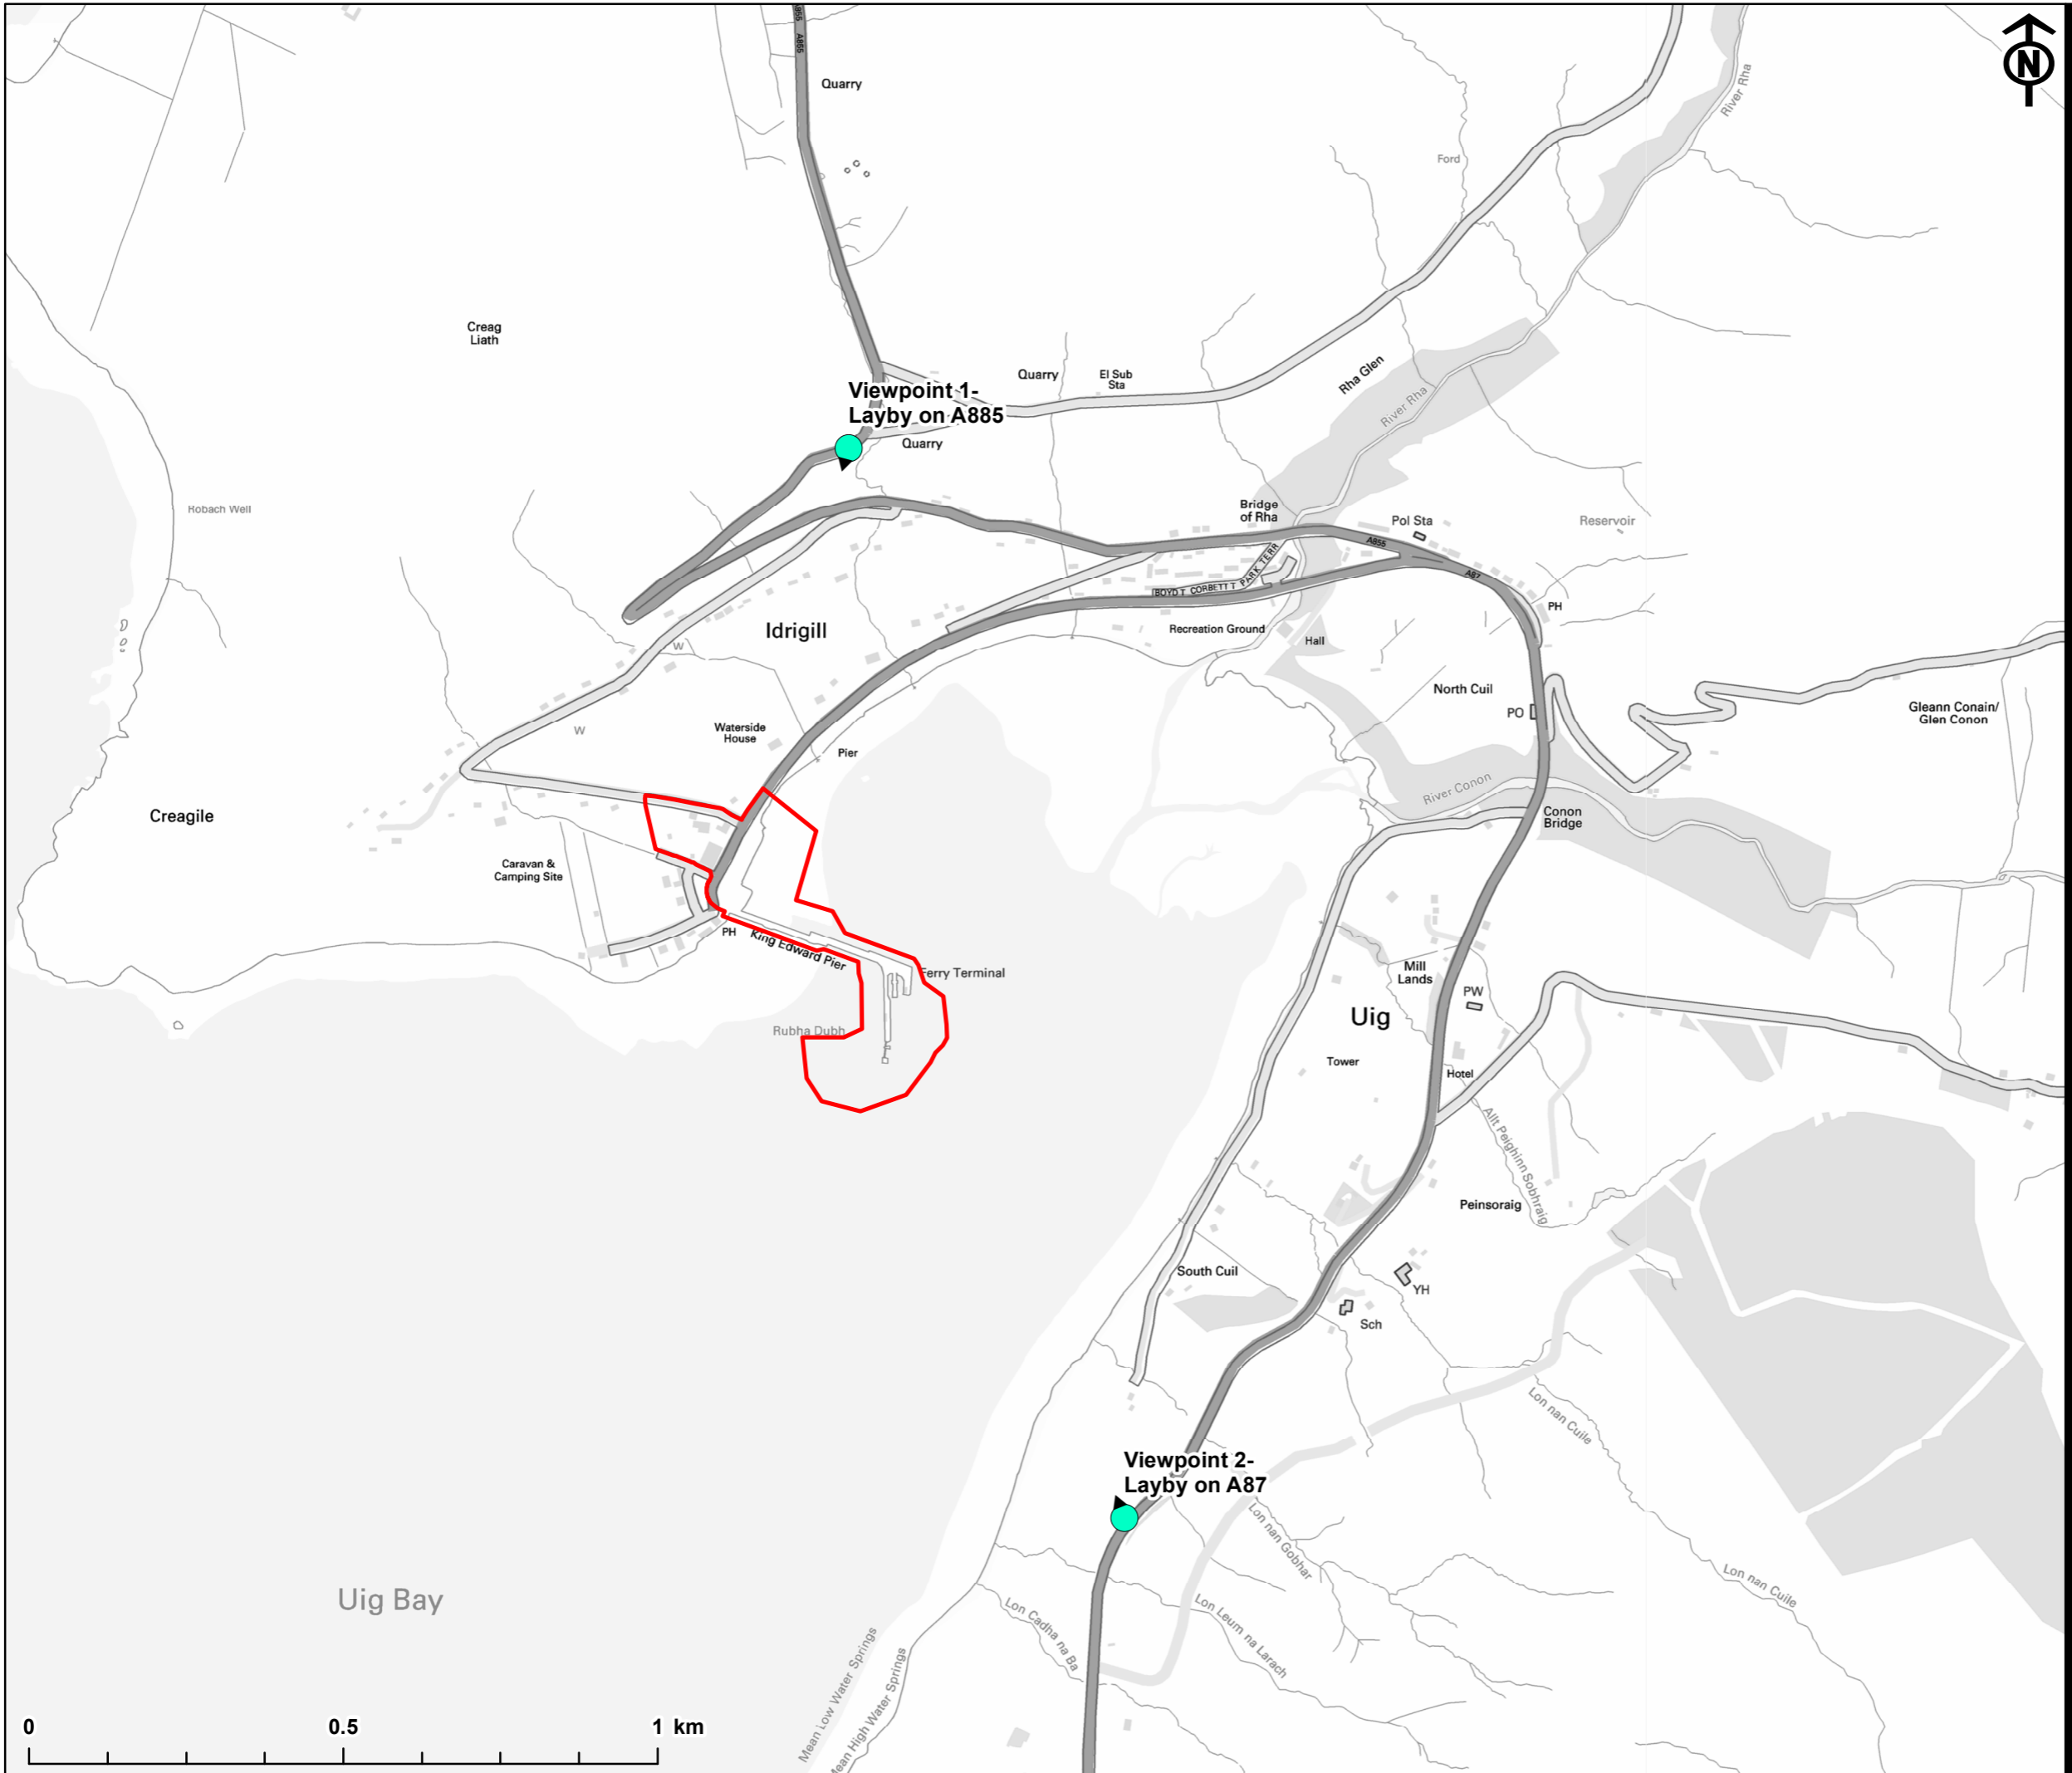 A855
A855
N
Quarry
River Rha
Ford
Creag
Liath
Quarry
El Sub
Sta
Rha Glen
River Rha
Viewpoint 1-
Layby on A885
Quarry
Robach Well
Bridge
of Rha
Pol Sta
Reservoir
A855
A87
BOYD T
CORBETT T
PARK TERR
PH
Idrigill
Recreation Ground
Hall
W
North Cuil
PO
Gleann Conain/
Glen Conon
W
Waterside
House
Pier
River Conon
Creagile
Conon
Bridge
Caravan &
Camping Site
PH
King Edward Pier
Ferry Terminal
Mill
Lands
PW
Uig
Rubha Dubh
Tower
Hotel
Allt Peighinn Sobhraig
Peinsoraig
South Cuil
YH
Sch
Lon nan Cuile
Viewpoint 2-
Layby on A87
Lon nan Gobhar
Lon nan Cuile
Uig Bay
Lon Cadha na Ba
Lon Leum na Larach
Mean Low Water Springs
Mean High Water Springs
0 0.5 1 km